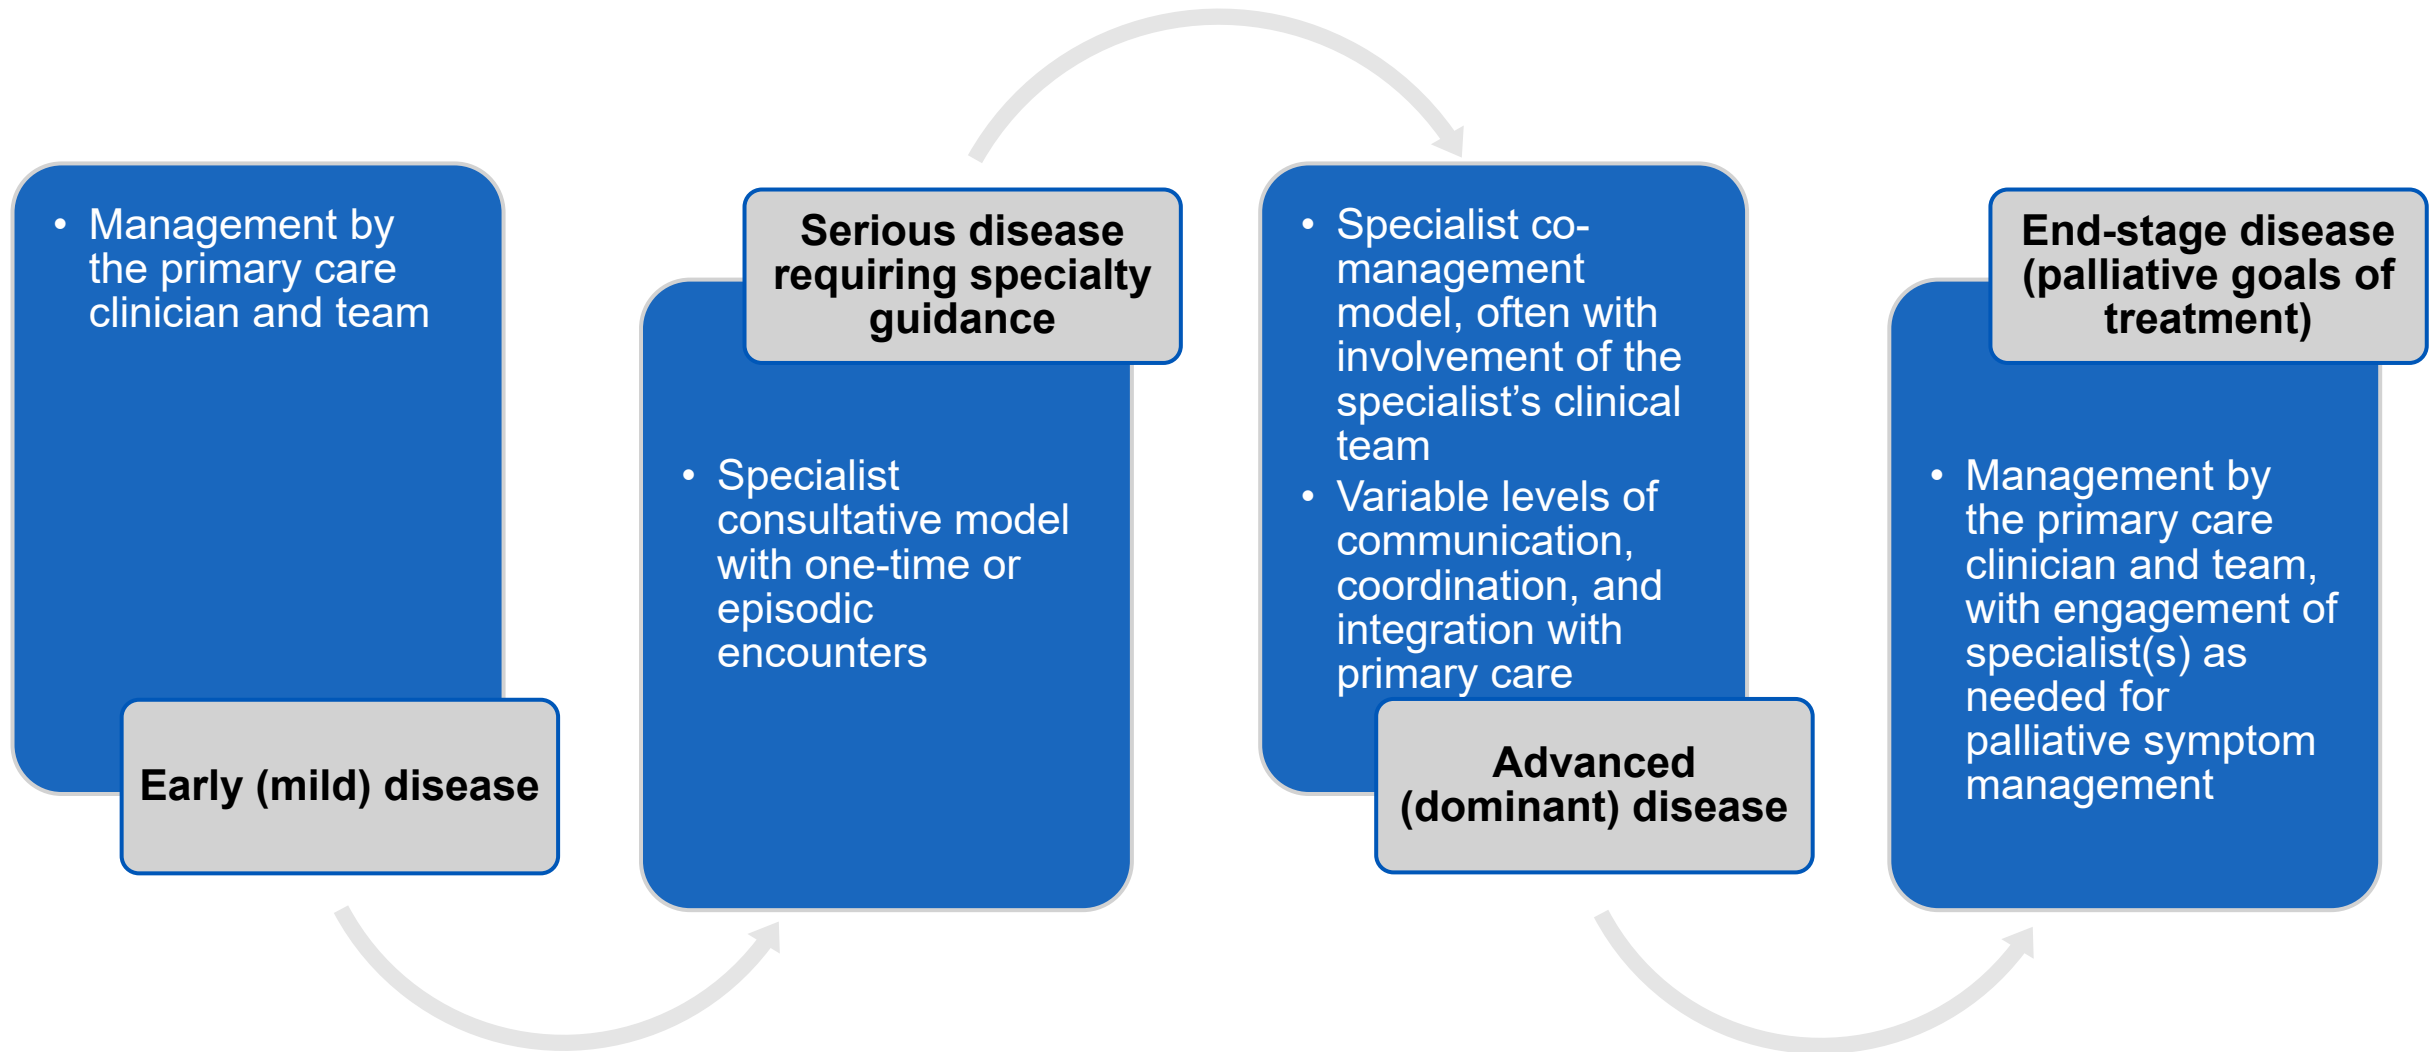 • Management by
the primary care
clinician and team
Early (mild) disease
Serious disease
requiring specialty
guidance
• Specialist
consultative model
with one-time or
episodic
encounters
• Specialist co-
management
model, often with
involvement of the
specialist’s clinical
team
• Variable levels of
communication,
coordination, and
integration with
primary care
Advanced
(dominant) disease
End-stage disease
(palliative goals of
treatment)
• Management by
the primary care
clinician and team,
with engagement of
specialist(s) as
needed for
palliative symptom
management